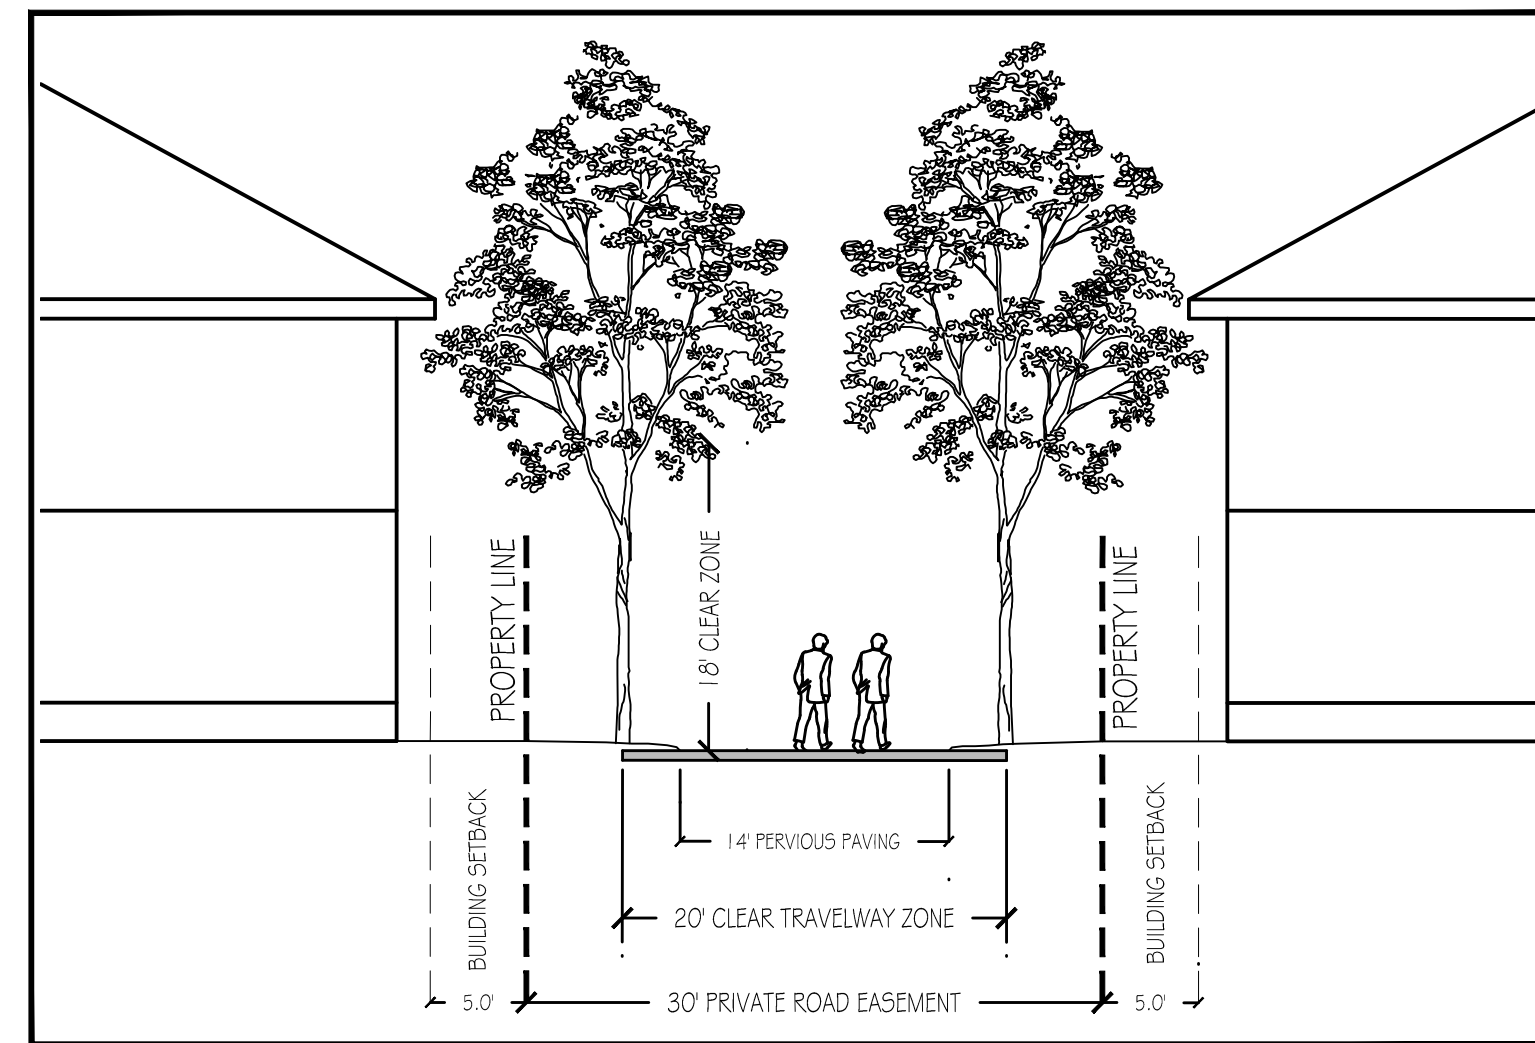 PROPERTY LINE
18' CLEAR ZONE
PROPERTY LINE
BUILDING SETBACK
14' PERVIOUS PAVING
BUILDING SETBACK
20' CLEAR TRAVELWAY ZONE
5.0'
30' PRIVATE ROAD EASEMENT
5.0'